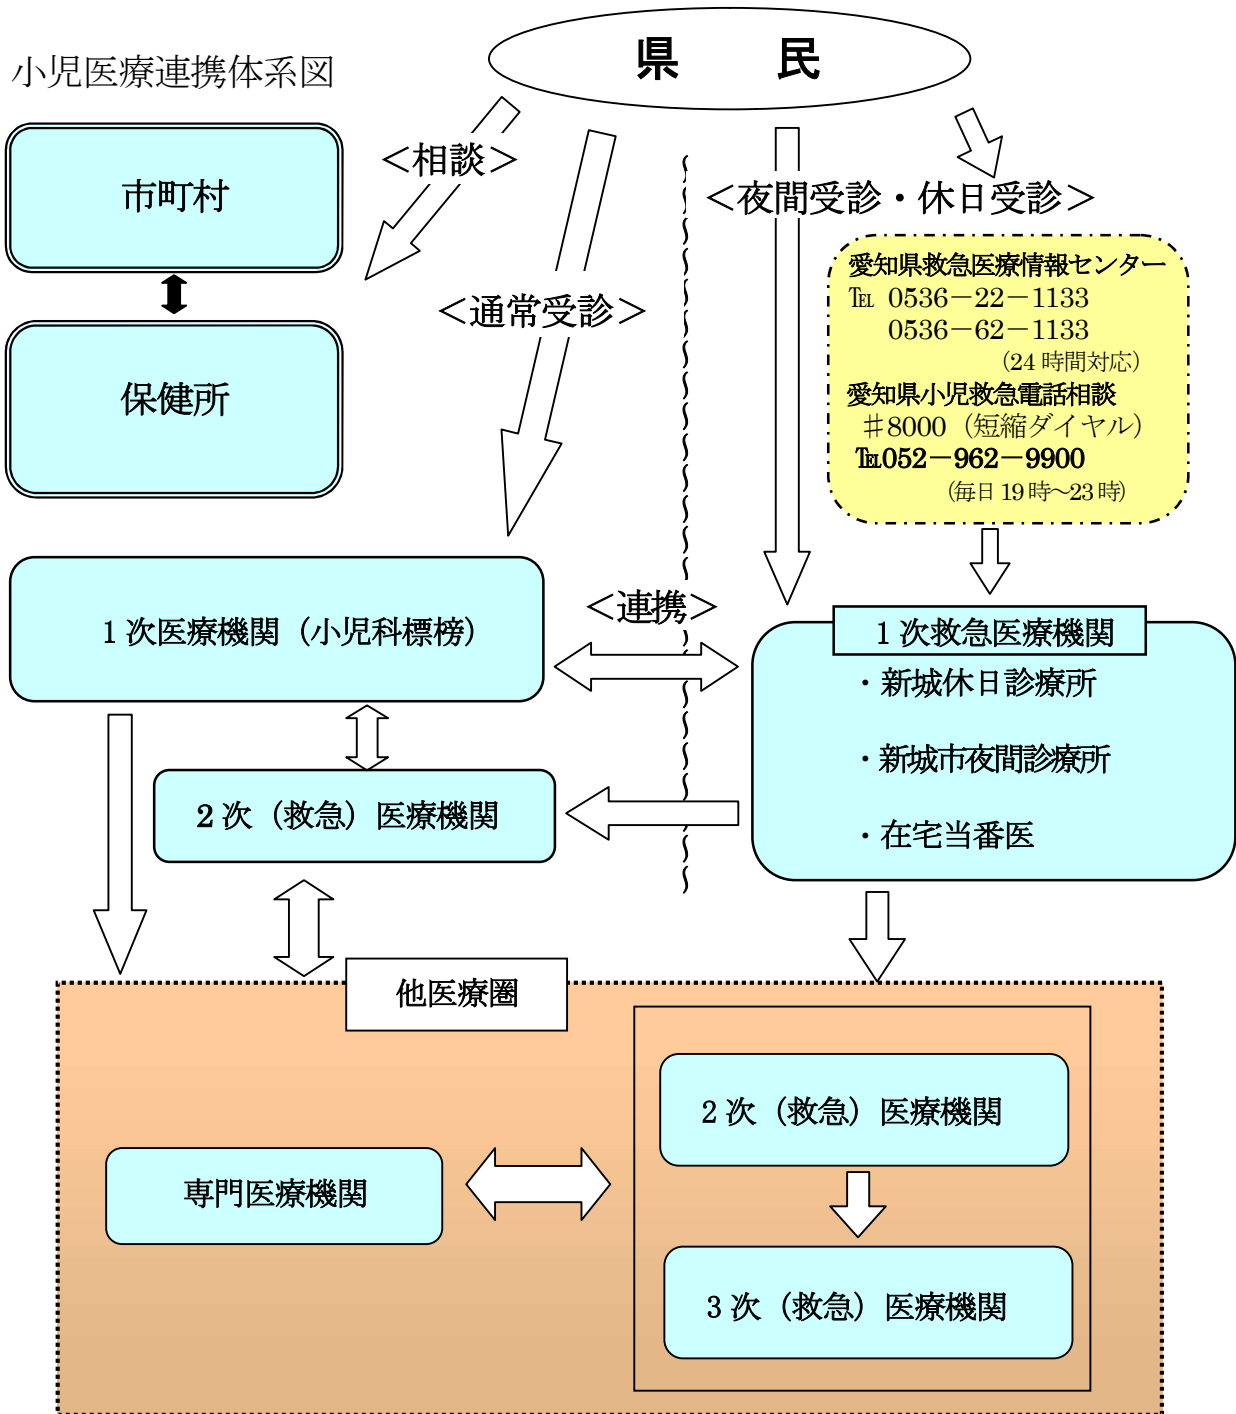 県　民
小児医療連携体系図
＜相談＞
市町村
＜夜間受診・休日受診＞
愛知県救急医療情報センター
℡ 0536－22－1133
0536－62－1133
（24 時間対応）
＜通常受診＞
保健所
愛知県小児救急電話相談
＃8000（短縮ダイヤル）
℡052－962－9900
（毎日 19 時～23 時）
＜連携＞
1 次医療機関（小児科標榜）
1 次救急医療機関
・新城休日診療所
・新城市夜間診療所
・在宅当番医
2 次（救急）医療機関
他医療圏
2 次（救急）医療機関
専門医療機関
3 次（救急）医療機関